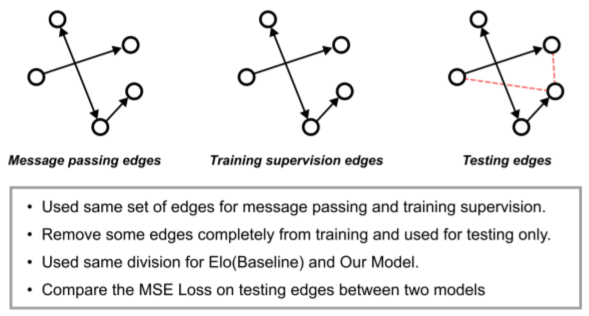 Message passing edges Training supervision edges Testing edges
• Used same set of edges for message passing and training supervision.
• Remove some edges completely from training and used for testing only.
• Used same division for Elo(Baseline) and Our Model.
• Compare the MSE Loss on testing edges between two models